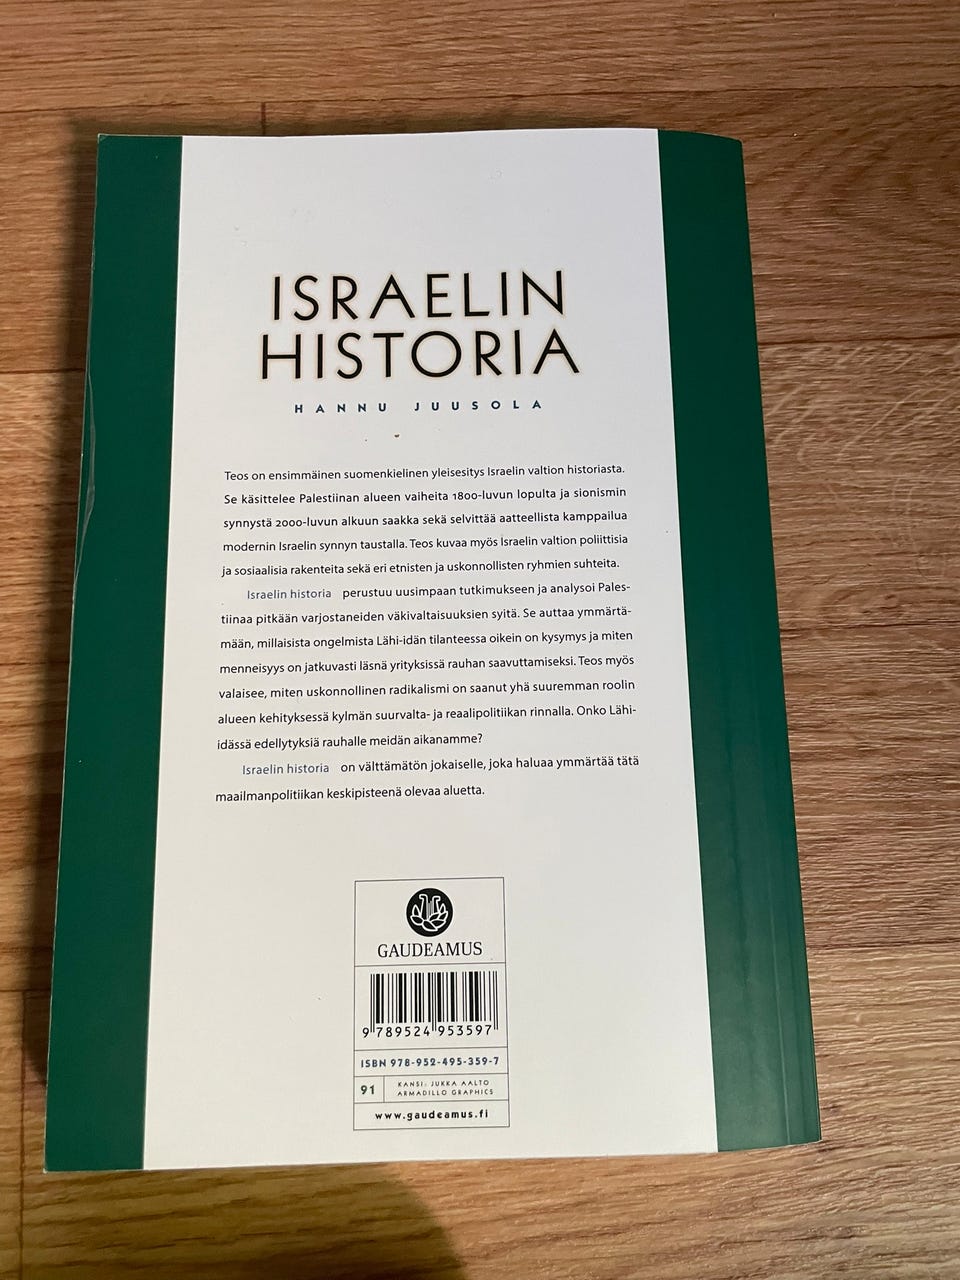 ISRAELIN
HISTORIA
HANNU JUUSOLA
Teos on ensimmäinen suomenkielinen yleisesitys Israelin valtion historiasta.
Se käsittelee Palestiinan alueen vaiheita 1800-luvun lopulta ja sionismin
synnystä 2000-luvun alkuun saakka sekä selvittää aatteellista kamppailua
modernin Israelin synnyn taustalla. Teos kuvaa myös Israelin valtion poliittisia
ja sosiaalisia rakenteita sekä eri etnisten ja uskonnollisten ryhmien suhteita.
Israelin historia perustuu uusimpaan tutkimukseen ja analysoi Pales-
tiinaa pitkään varjostaneiden väkivaltaisuuksien syitä. Se auttaa ymmärtä-
mään, millaisista ongelmista Lähi-idän tilanteessa oikein on kysymys ja miten
menneisyys on jatkuvasti läsnä yrityksissä rauhan saavuttamiseksi. Teos myös
valaisee, miten uskonnollinen radikalismi on saanut yhä suuremman roolin
alueen kehityksessä kylmän suurvalta- ja reaalipolitiikan rinnalla. Onko Lähi-
idässä edellytyksiä rauhalle meidän aikanamme?
Israelin historia on välttämätön jokaiselle, joka haluaa ymmärtää tätä
maailmanpolitiikan keskipisteenä olevaa aluetta.
GAUDEAMUS
9 789524 953597
ISBN 978-952-495-359-7
91 KANSI: JUKKA AALTO
ARMADILLO GRAPHICS
www.gaudeamus.fi